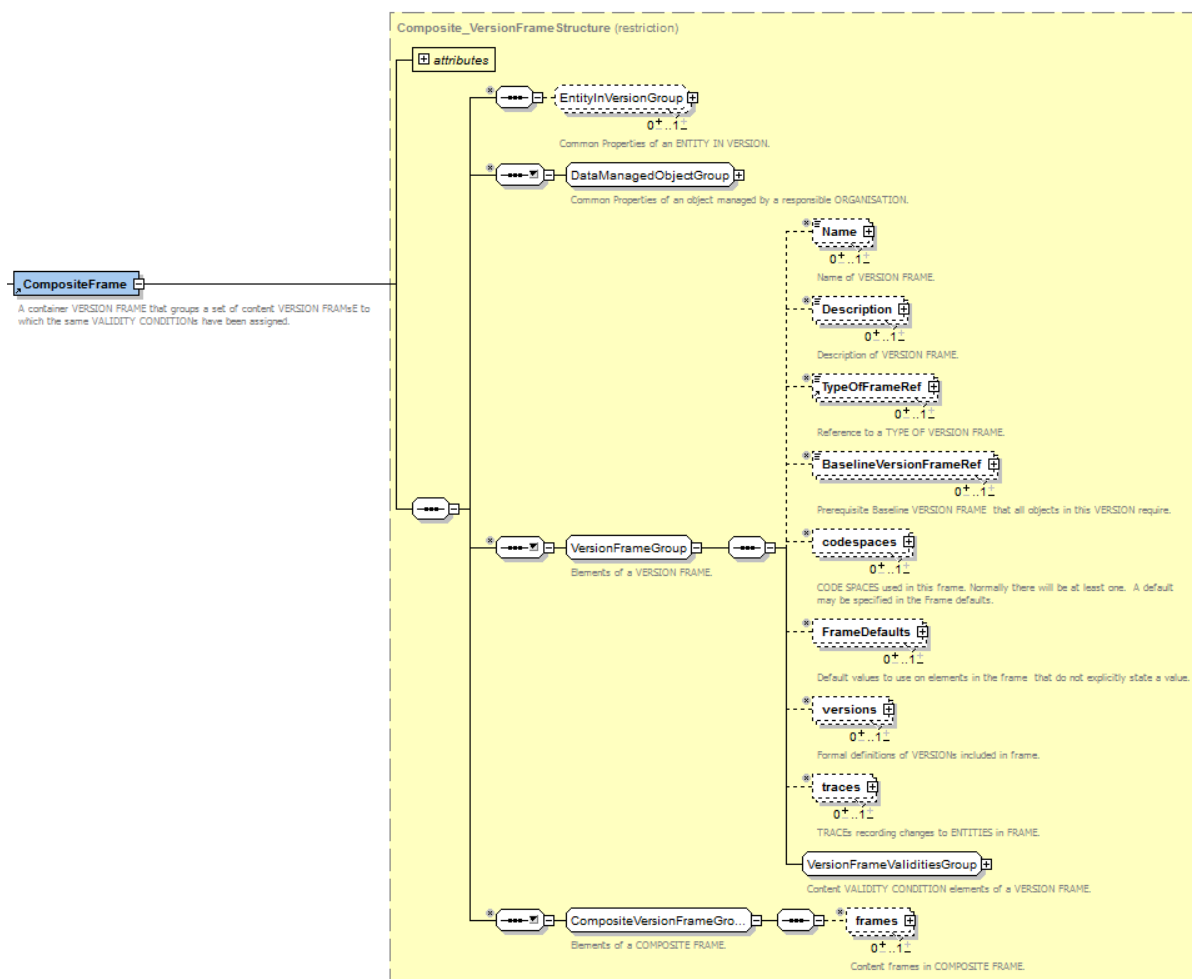 Composite_VersionFrameStructure (restriction)
attributes
EntityInVersionGroup
0..1
Common Properties of an ENTITY IN VERSION.
DataManagedObjectGroup
Common Properties of an object managed by a responsible ORGANISATION.
Name
0..1
Name of VERSION FRAME.
CompositeFrame
A container VERSION FRAME that groups a set of content VERSION FRAMsE to
which the same VALIDITY CONDITIONs have been assigned.
Description
0..1
Description of VERSION FRAME.
TypeOfFrameRef
0..1
Reference to a TYPE OF VERSION FRAME.
BaselineVersionFrameRef
0..1
Prerequisite Baseline VERSION FRAME that all objects in this VERSION require.
codespaces
0..1
CODE SPACES used in this frame. Normally there will be at least one. A default
may be specified in the Frame defaults.
VersionFrameGroup
Elements of a VERSION FRAME.
FrameDefaults
0..1
Default values to use on elements in the frame that do not explicitly state a value.
versions
0..1
Formal definitions of VERSIONs included in frame.
traces
0..1
TRACEs recording changes to ENTITIES in FRAME.
VersionFrameValiditiesGroup
Content VALIDITY CONDITION elements of a VERSION FRAME.
CompositeVersionFrameGro...
Elements of a COMPOSITE FRAME.
frames
0..1
Content frames in COMPOSITE FRAME.